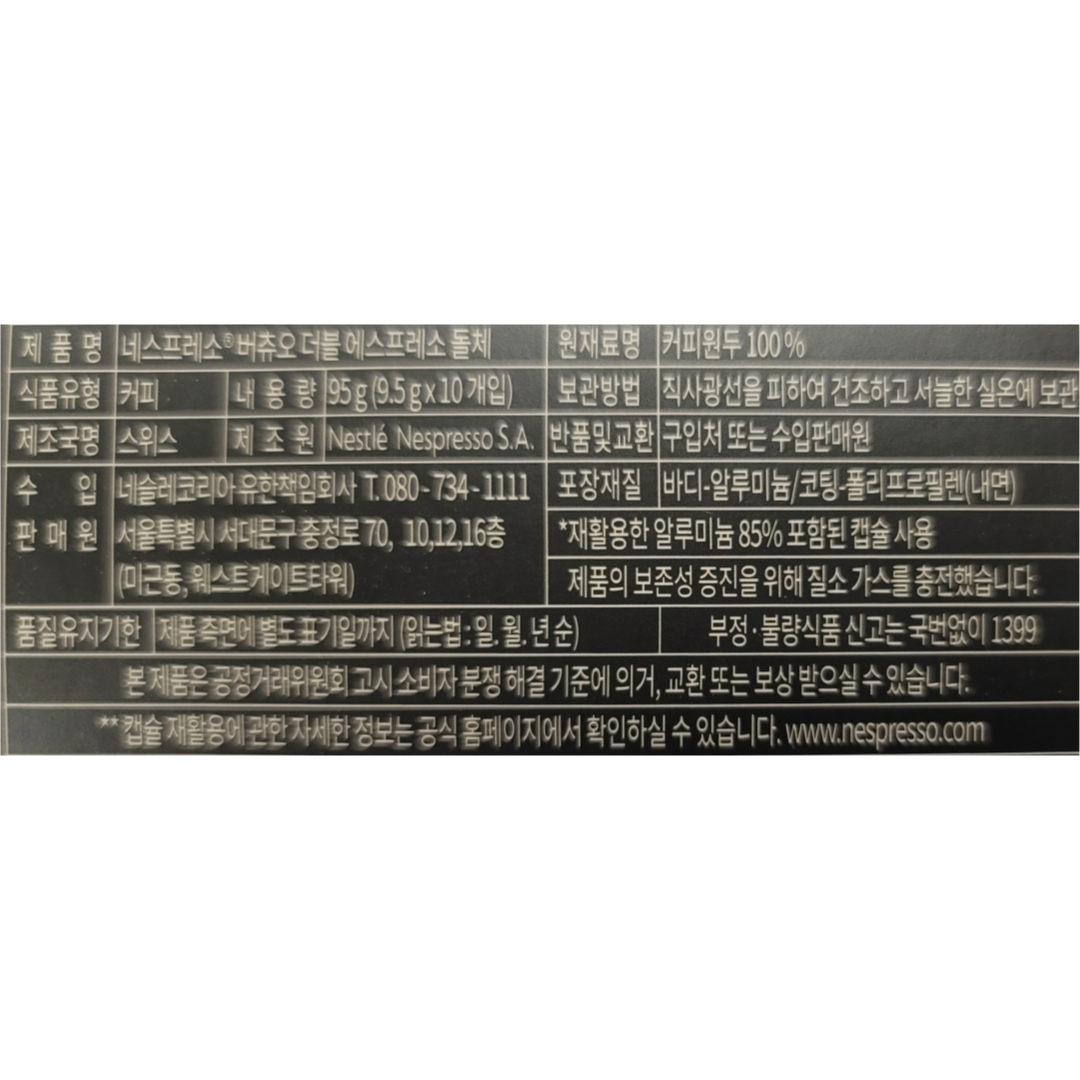 제 품 명 네스프레소® 버츄오 더블 에스프레소 돌체 원재료명 커피원두 100%
식품유형 커피 내 용 량 95g (9.5g x 10개입) 보관방법 직사광선을 피하여 건조하고 서늘한 실온에 보관
제조국명 스위스 제 조 원 Nestlé Nespresso S.A. 반품및교환 구입처 또는 수입판매원
수 입 네슬레코리아 유한책임회사 T. 080-734-1111 포장재질 바디-알루미늄/코팅-폴리프로필렌(내면)
판 매 원 서울특별시 서대문구 충정로 70, 10,12,16층 *재활용한 알루미늄 85% 포함된 캡슐 사용
(미근동, 웨스트게이트타워) 제품의 보존성 증진을 위해 질소 가스를 충전했습니다.
품질유지기한 제품 측면에 별도 표기일까지 (읽는법 : 일. 월. 년 순) 부정·불량식품 신고는 국번없이 1399
본 제품은 공정거래위원회 고시 소비자 분쟁 해결 기준에 의거, 교환 또는 보상 받으실 수 있습니다.
** 캡슐 재활용에 관한 자세한 정보는 공식 홈페이지에서 확인하실 수 있습니다. www.nespresso.com